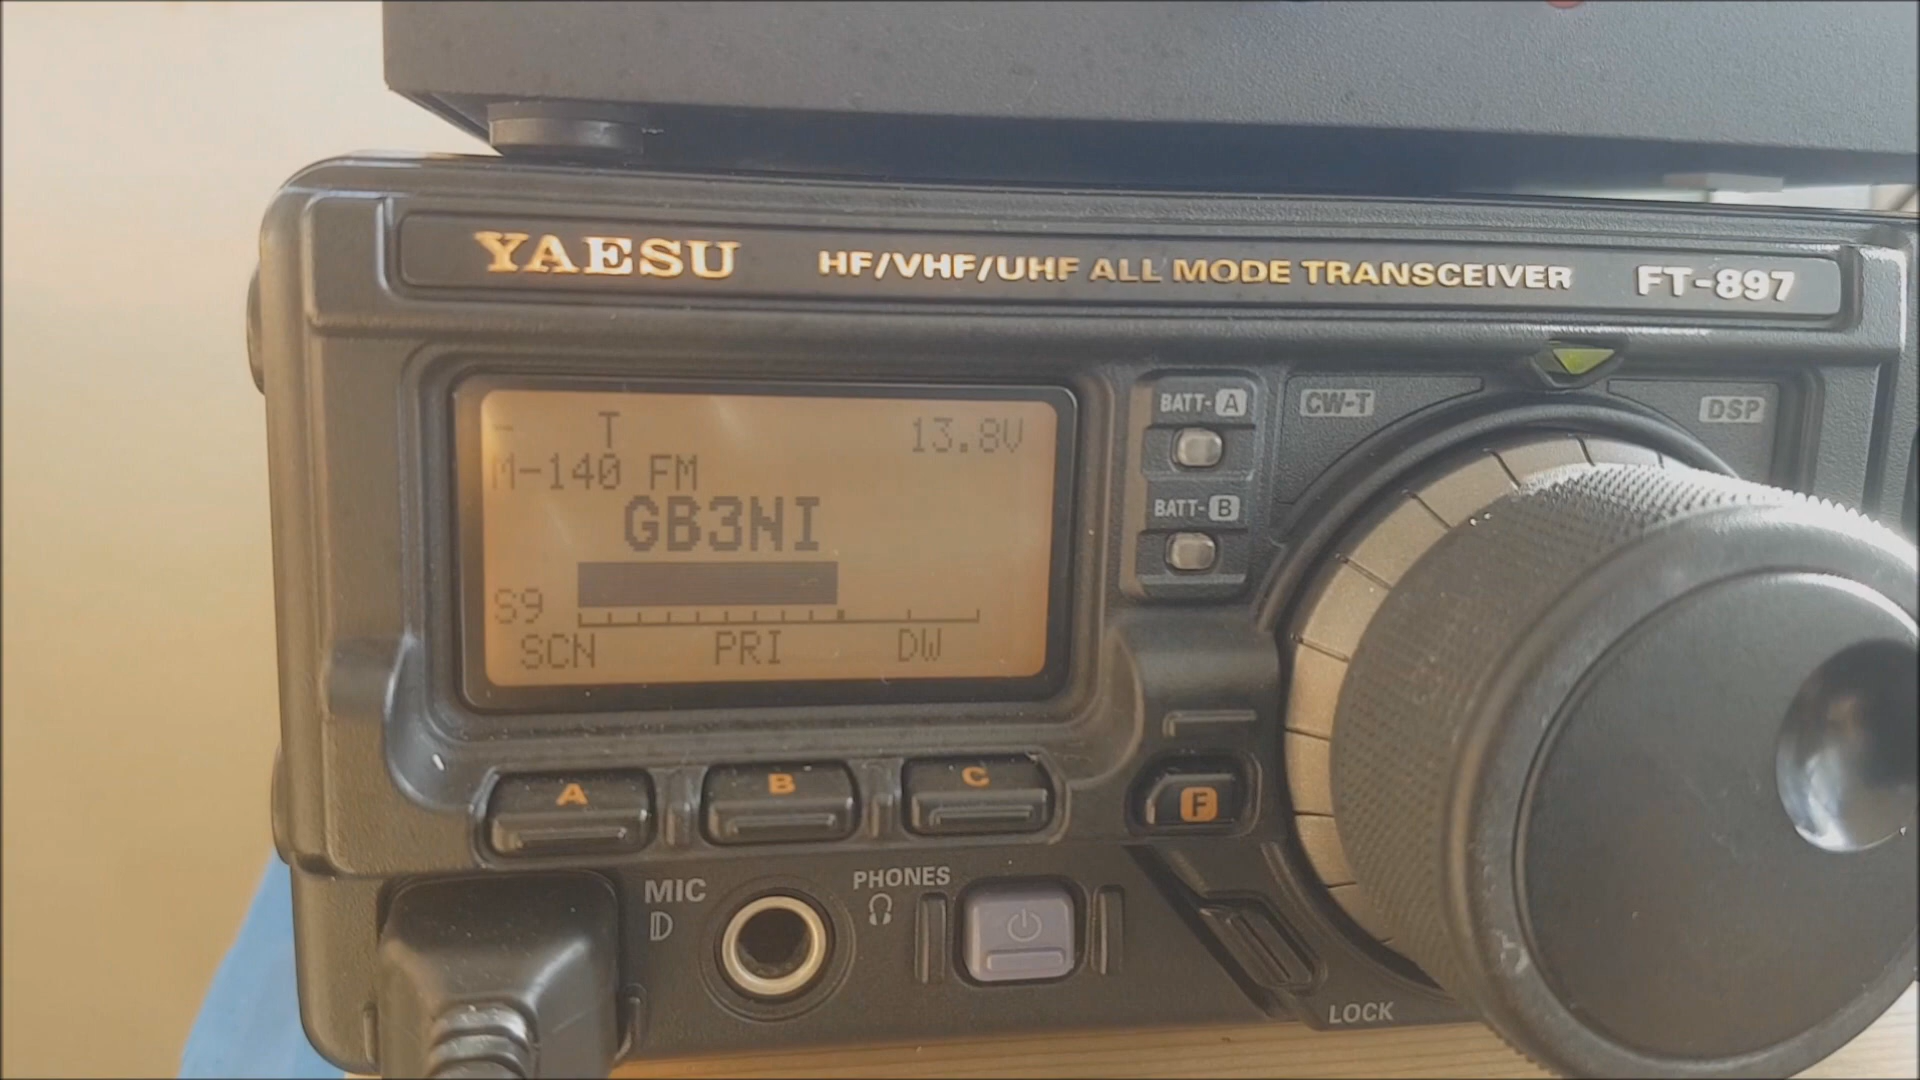 YAESU HF/VHF/UHF ALL MODE TRANSCEIVER FT-897
- T 13.8V
M-140 FM
GB3NI
S9
SCN PRI DW
BATT-A
BATT-B
CW-T
DSP
A B C
F
MIC
PHONES
LOCK